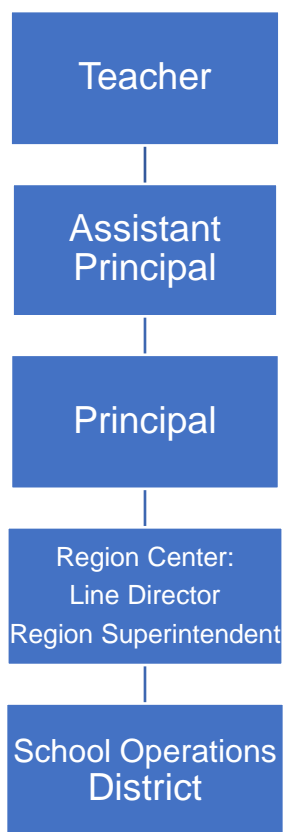 Teacher
Assistant
Principal
Principal
Region Center:
Line Director
Region Superintendent
School Operations
District